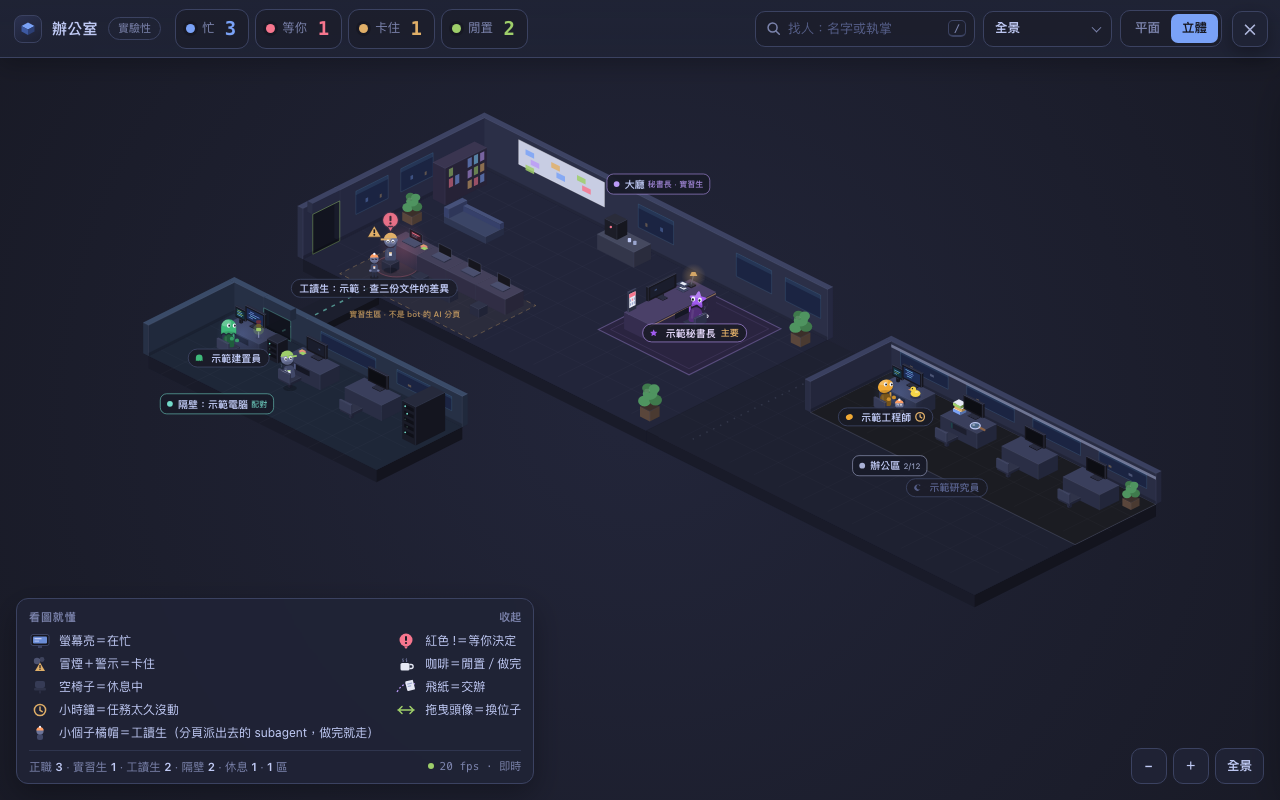 辦公室 實驗性 忙 3 等你 1 卡住 1 閒置 2 找人：名字或執掌 / 全景 平面 立體
大廳 秘書長 · 實習生
工讀生：示範：查三份文件的差異
實習生區 · 不是 bot 的 AI 分頁
示範秘書長 主要
示範建置員
隔壁：示範電腦 配對
示範工程師
辦公區 2/12
示範研究員
看圖就懂 收起
螢幕亮＝在忙 紅色 !＝等你決定
冒煙＋警示＝卡住 咖啡＝閒置 / 做完
空椅子＝休息中 飛紙＝交辦
小時鐘＝任務太久沒動 拖曳頭像＝換位子
小個子橘帽＝工讀生（分頁派出去的 subagent，做完就走）
正職 3 · 實習生 1 · 工讀生 2 · 隔壁 2 · 休息 1 · 1 區 20 fps · 即時
− + 全景